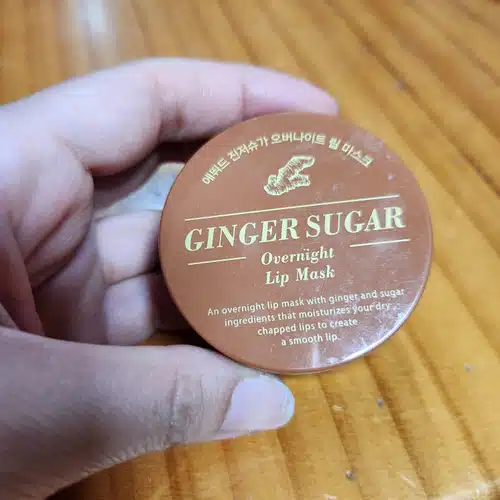 에뛰드 진저슈가 오버나이트 립 마스크
GINGER SUGAR
Overnight
Lip Mask
An overnight lip mask with ginger and sugar
ingredients that moisturizes your dry
chapped lips to create
a smooth lip.